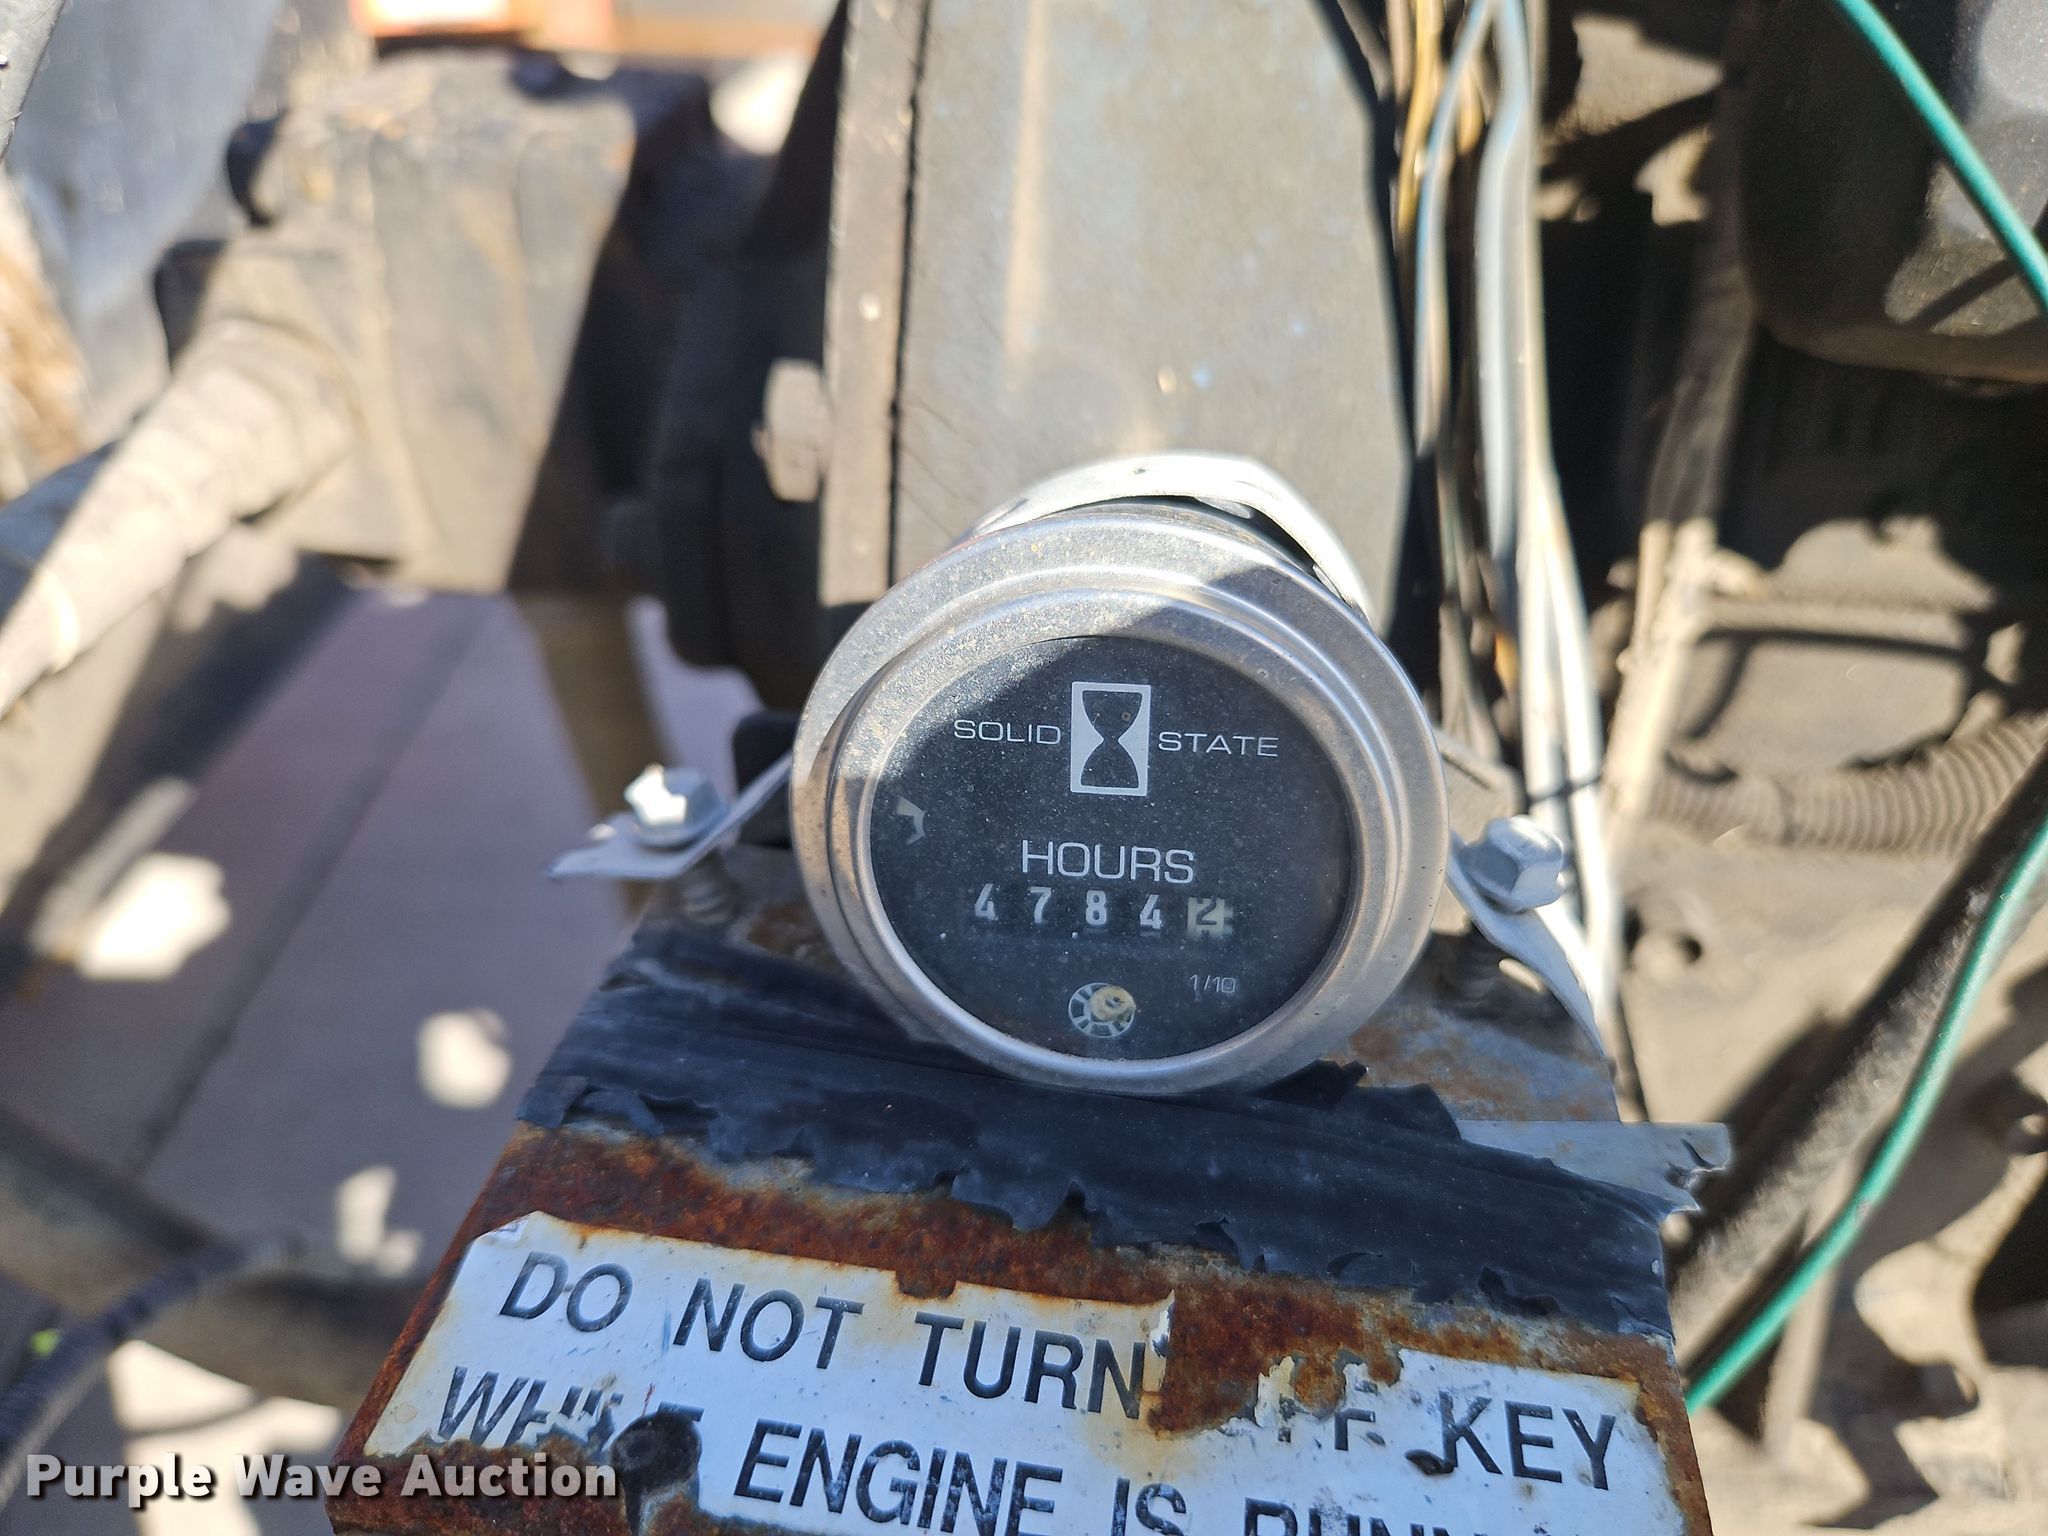 SOLID STATE
HOURS
4 7 8 4 2
1/10
DO NOT TURN KEY
ENGINE IS
Purple Wave Auction